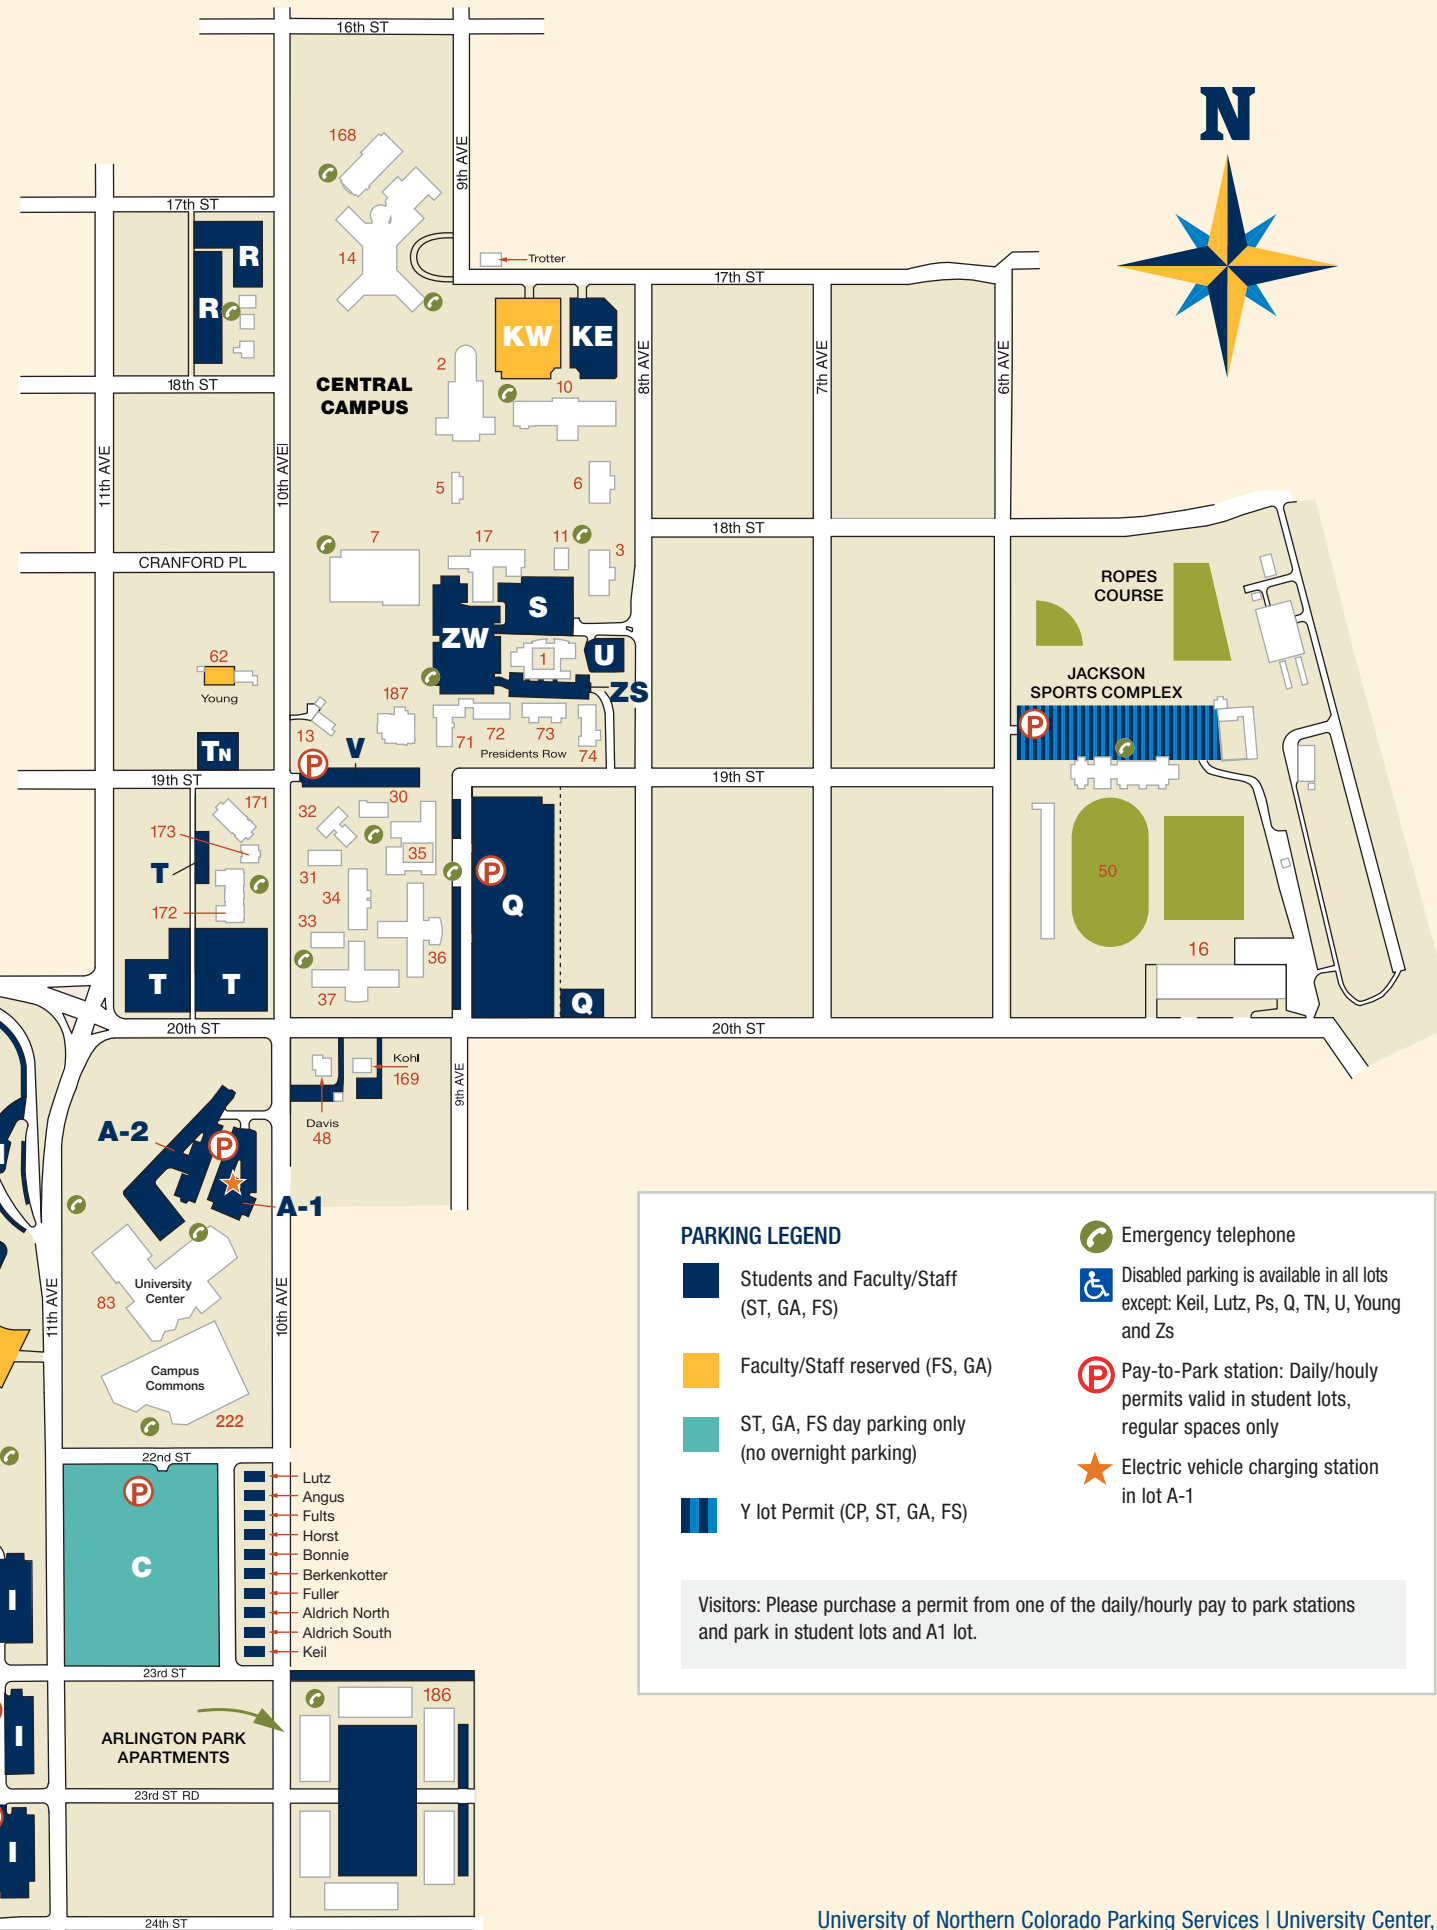 16th ST
N
168
9th AVE
17th ST
R
14
Trotter
17th ST
R
KW
KE
2
8th AVE
7th AVE
6th AVE
18th ST
CENTRAL
CAMPUS
10
11th AVE
10th AVE
5
6
18th ST
7
17
11
3
CRANFORD PL
ROPES
COURSE
S
ZW
62
1
U
JACKSON
SPORTS COMPLEX
Young
187
ZS
P
13
71
72
73
74
Presidents Row
TN
P
V
19th ST
19th ST
171
30
32
173
35
T
31
P
50
34
Q
172
33
36
16
T
T
37
Q
20th ST
20th ST
Kohl
169
9th AVE
Davis
48
A-2
P
A-1
University
Center
83
11th AVE
10th AVE
Campus
Commons
222
22nd ST
P
C
Lutz
Angus
Fults
Horst
Bonnie
Berkenkotter
Fuller
Aldrich North
Aldrich South
Keil
I
23rd ST
186
I
ARLINGTON PARK
APARTMENTS
23rd ST RD
I
24th ST
PARKING LEGEND
Students and Faculty/Staff
(ST, GA, FS)
Faculty/Staff reserved (FS, GA)
ST, GA, FS day parking only
(no overnight parking)
Y lot Permit (CP, ST, GA, FS)
Emergency telephone
Disabled parking is available in all lots
except: Keil, Lutz, Ps, Q, TN, U, Young
and Zs
P
Pay-to-Park station: Daily/houly
permits valid in student lots,
regular spaces only
Electric vehicle charging station
in lot A-1
Visitors: Please purchase a permit from one of the daily/hourly pay to park stations
and park in student lots and A1 lot.
University of Northern Colorado Parking Services | University Center,